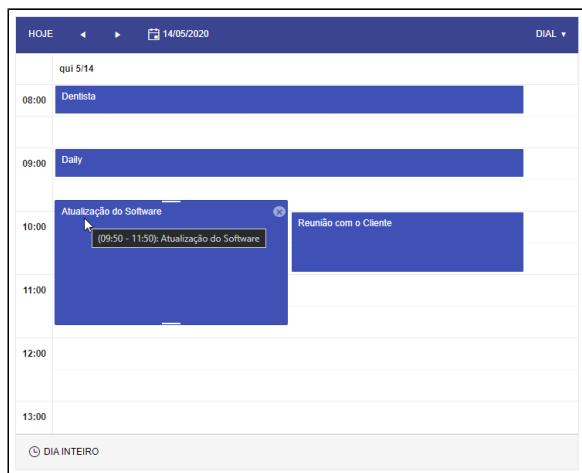 HOJE 14/05/2020 DIAL
qui 5/14
08:00 Dentista
09:00 Daily
Atualização do Software
10:00 Reunião com o Cliente
(09:50 - 11:50): Atualização do Software
11:00
12:00
13:00
DIA INTEIRO